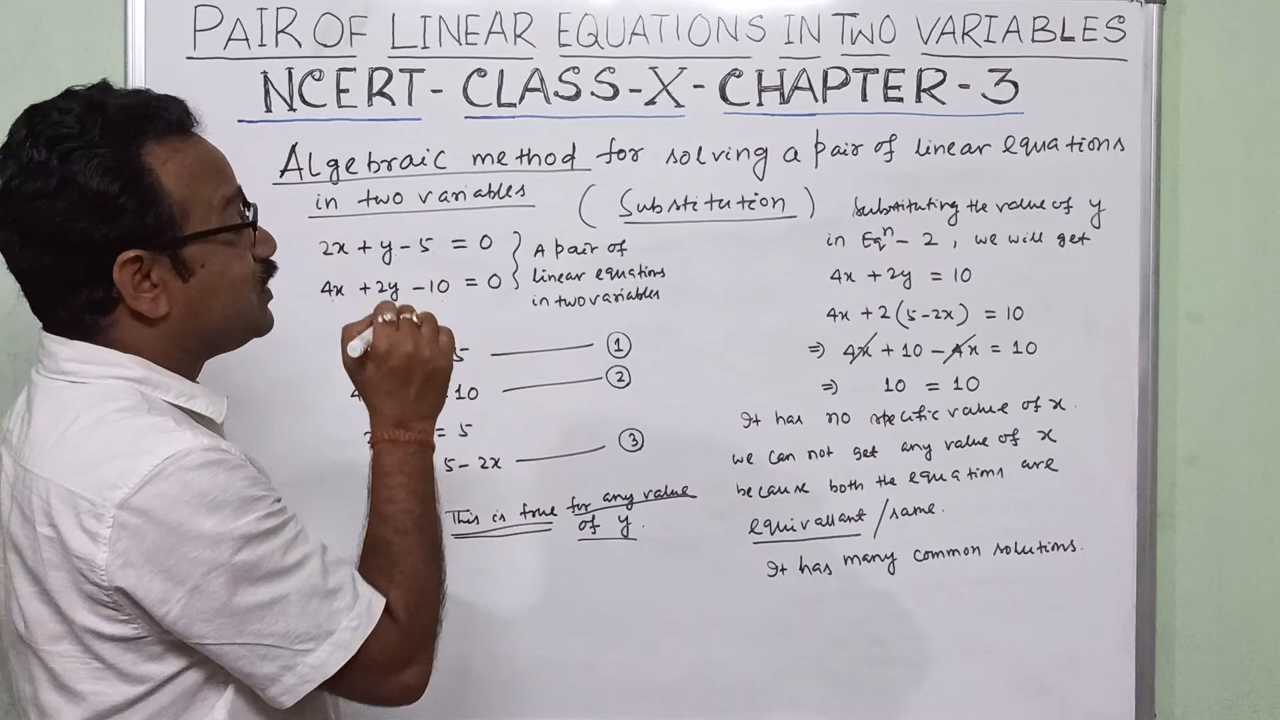 PAIR OF LINEAR EQUATIONS IN TWO VARIABLES
NCERT - CLASS - X - CHAPTER - 3
Algebraic method for solving a pair of linear equations
in two variables (Substitution)
2x + y - 5 = 0
4x + 2y - 10 = 0
A pair of
linear equations
in two variables
5 ——— ①
10 ——— ②
= 5
5 - 2x ——— ③
This is true for any value
of y.
Substituting the value of y
in Eqⁿ - 2, we will get
4x + 2y = 10
4x + 2(5-2x) = 10
⇒ 4x + 10 - 4x = 10
⇒ 10 = 10
It has no specific value of x.
we can not get any value of x
because both the equations are
equivallant / same.
It has many common solutions.